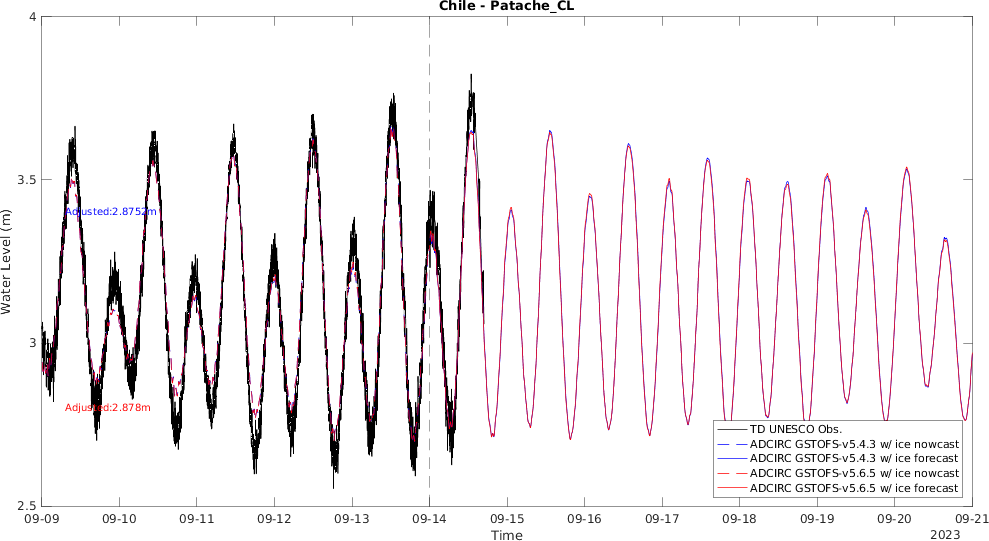 Chile - Patache_CL
4
3.5
3
2.5
Water Level (m)
Adjusted:2.8752m
Adjusted:2.878m
TD UNESCO Obs.
ADCIRC GSTOFS-v5.4.3 w/ ice nowcast
ADCIRC GSTOFS-v5.4.3 w/ ice forecast
ADCIRC GSTOFS-v5.6.5 w/ ice nowcast
ADCIRC GSTOFS-v5.6.5 w/ ice forecast
09-09 09-10 09-11 09-12 09-13 09-14 09-15 09-16 09-17 09-18 09-19 09-20 09-21
Time
2023